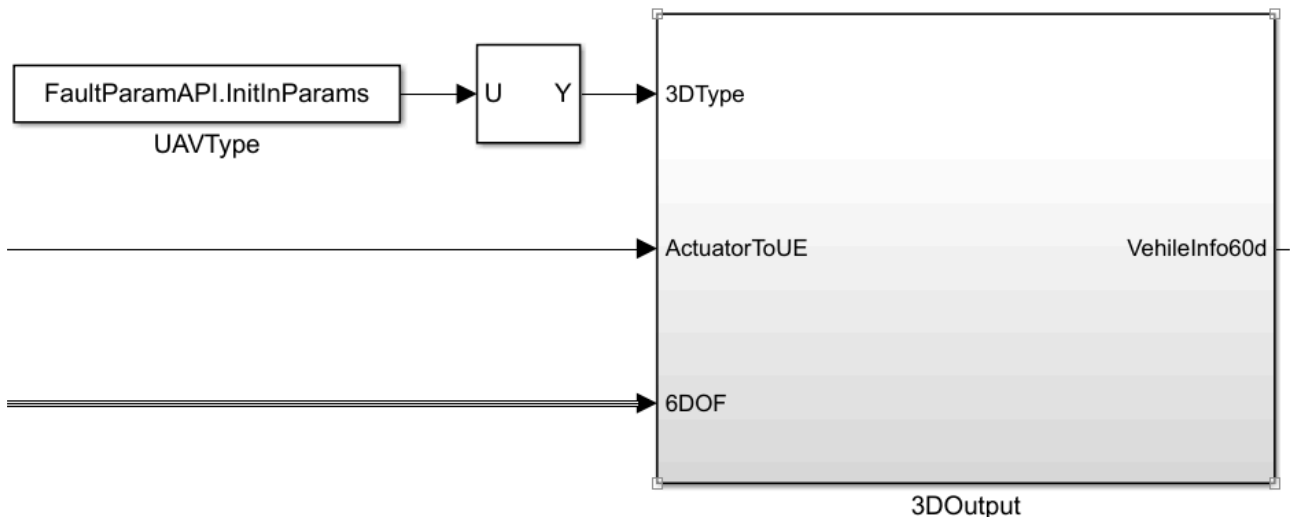 FaultParamAPI.InitInParams
UAVType
U Y
3DType
ActuatorToUE
VehileInfo60d
6DOF
3DOutput